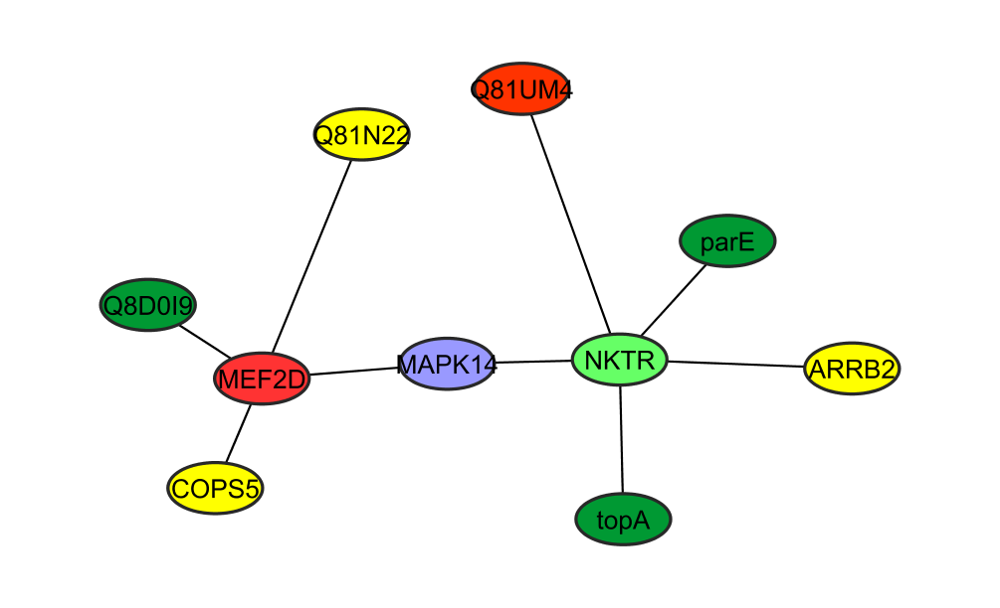 Q81UM4
Q81N22
parE
Q8D0I9
MEF2D
MAPK14
NKTR
ARRB2
COPS5
topA